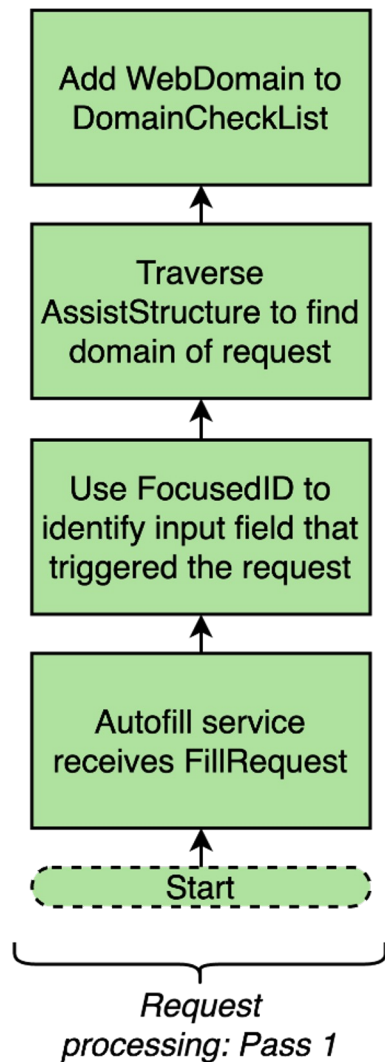 Add WebDomain to
DomainCheckList
Traverse
AssistStructure to find
domain of request
Use FocusedID to
identify input field that
triggered the request
Autofill service
receives FillRequest
Start
Request
processing: Pass 1